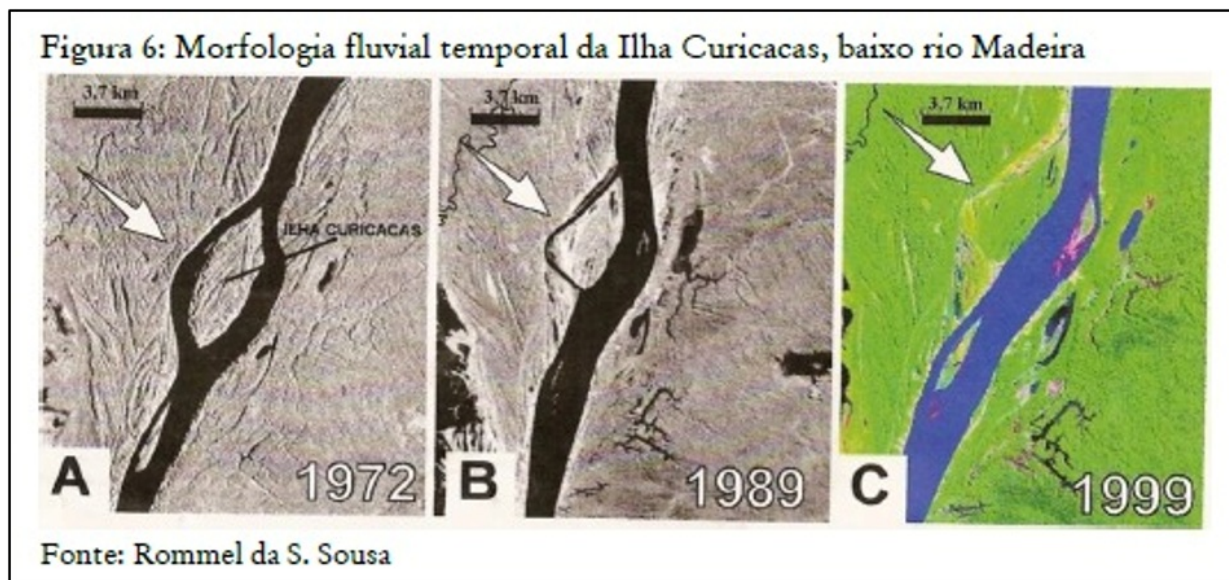 Figura 6: Morfologia fluvial temporal da Ilha Curicacas, baixo rio Madeira
3,7 km
3,7 km
3,7 km
ILHA CURICACAS
A
1972
B
1989
C
1999
Fonte: Rommel da S. Sousa